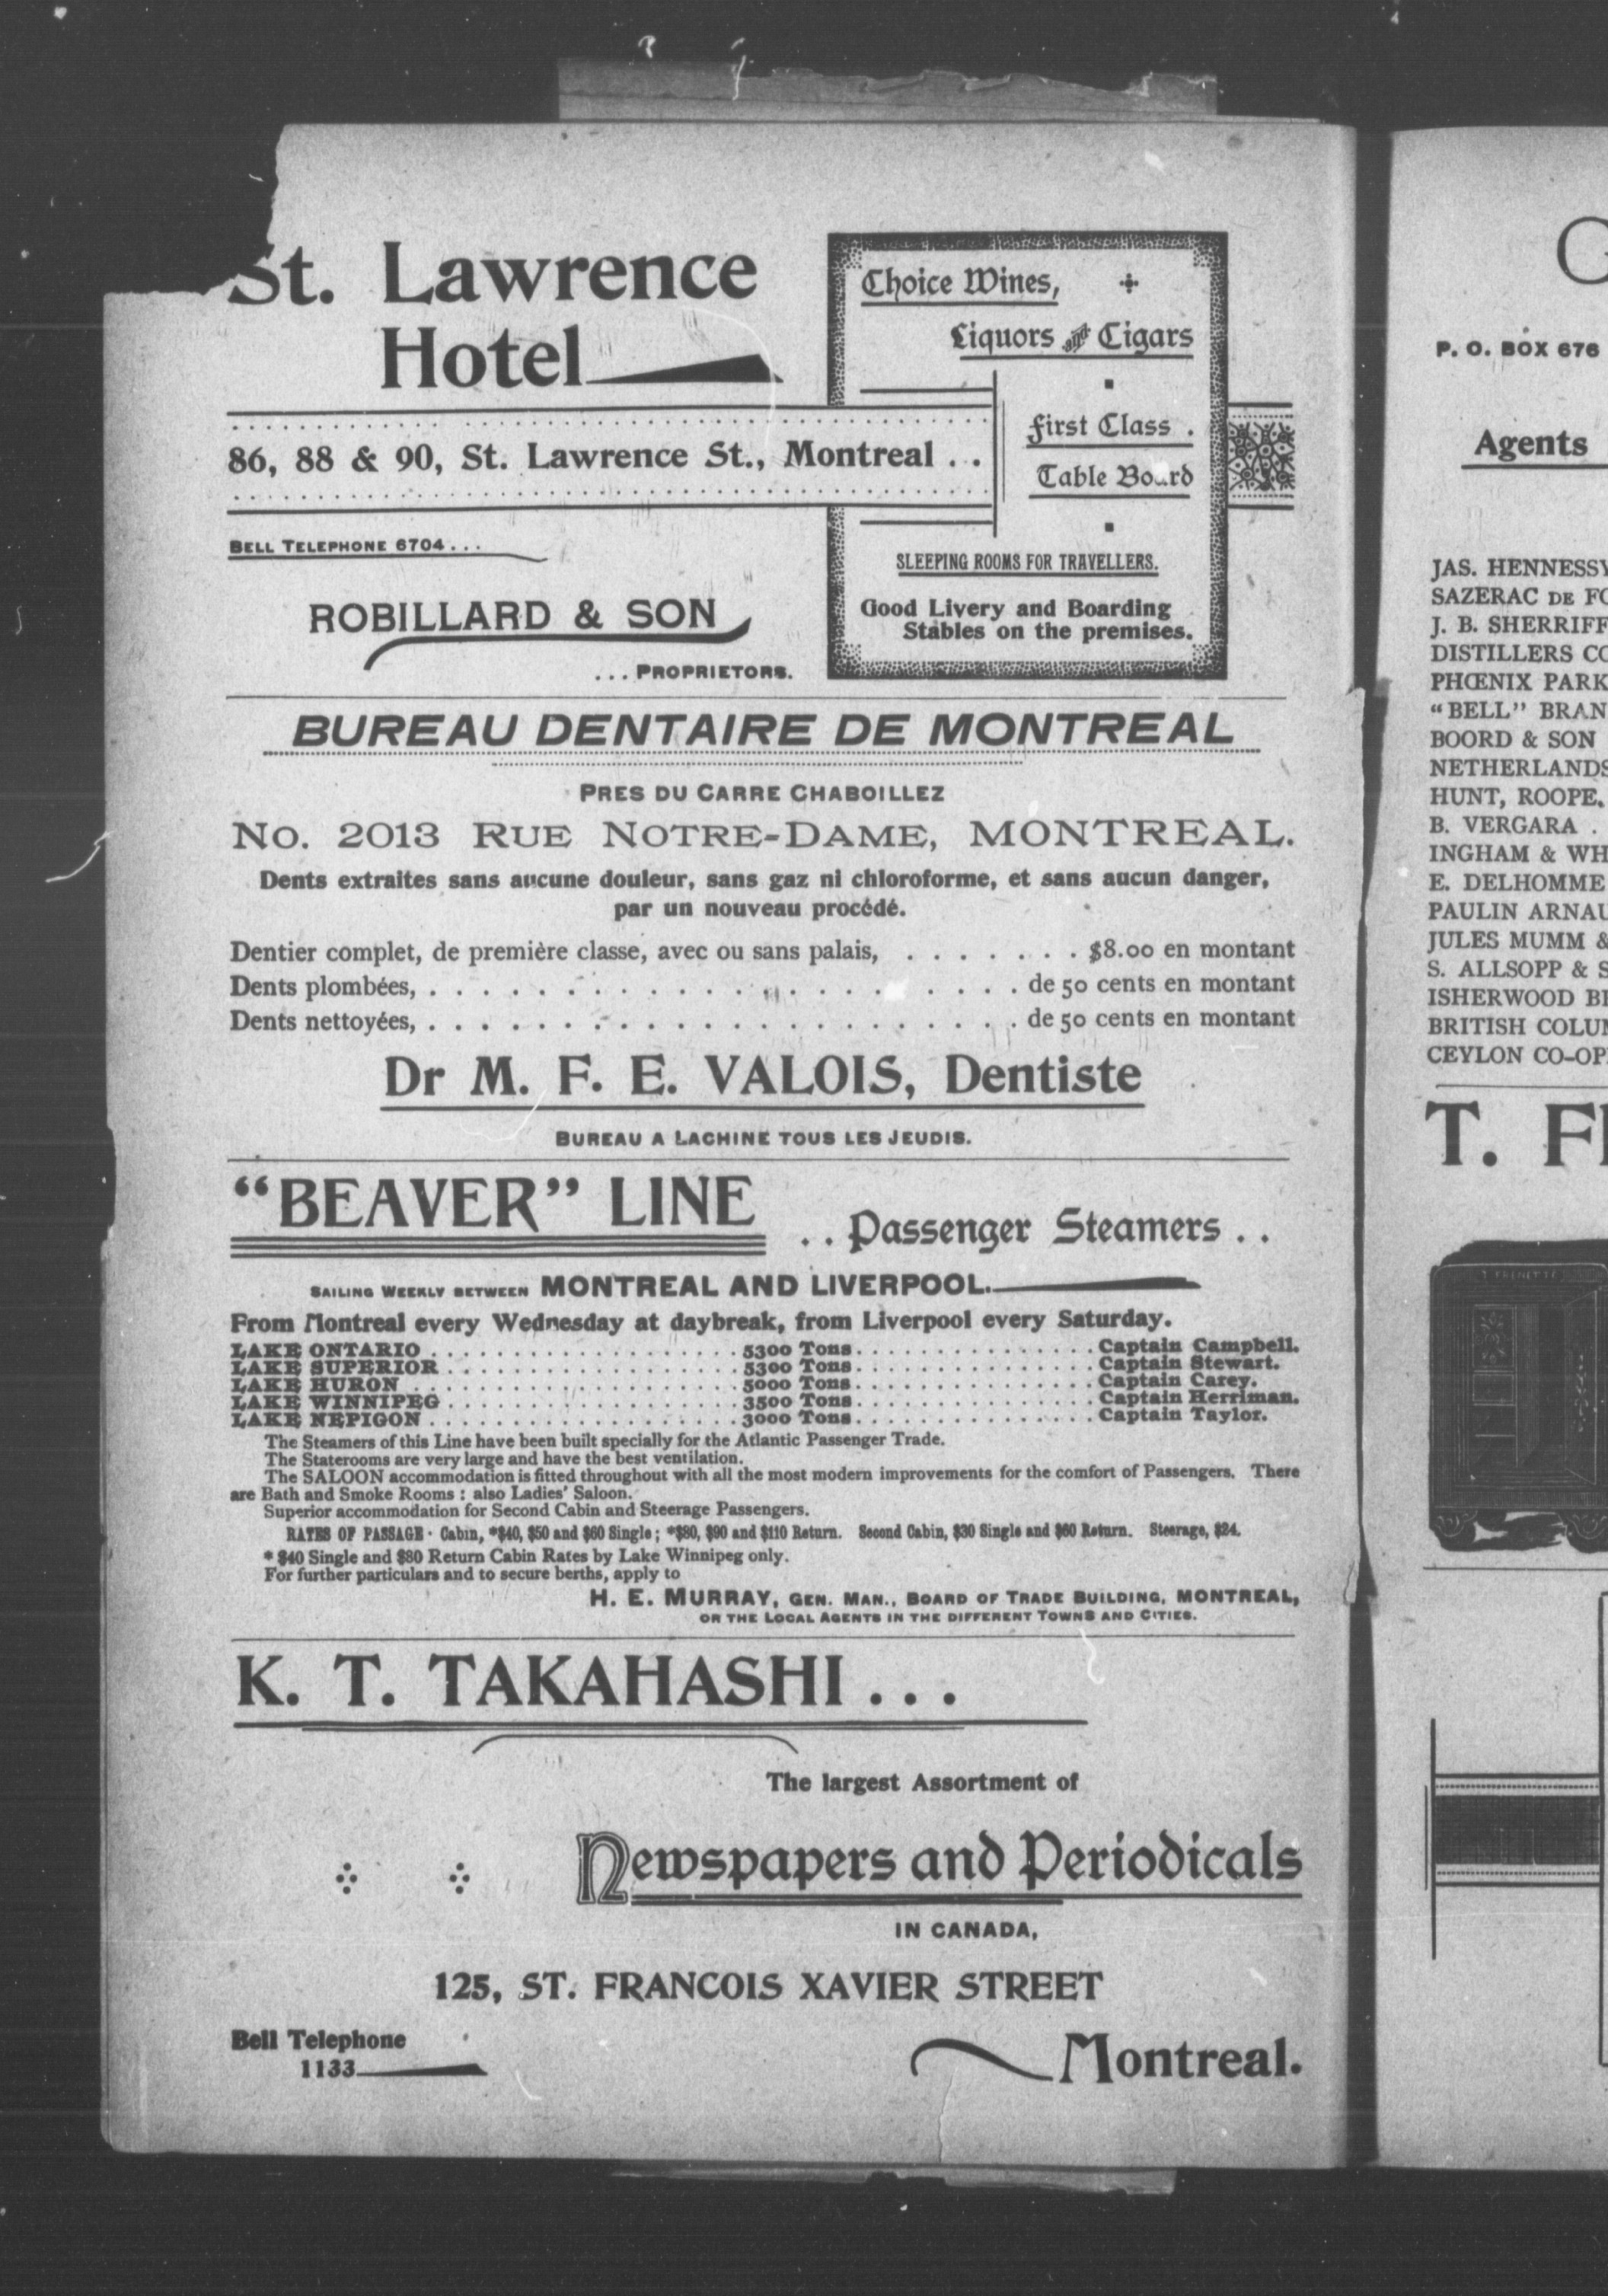 St. Lawrence
Hotel
86, 88 & 90, St. Lawrence St., Montreal . .
BELL TELEPHONE 6704 . . .
ROBILLARD & SON
. . . PROPRIETORS.
Choice Wines,
Liquors and Cigars
First Class .
Table Board
SLEEPING ROOMS FOR TRAVELLERS.
Good Livery and Boarding
Stables on the premises.
BUREAU DENTAIRE DE MONTREAL
PRES DU CARRE CHABOILLEZ
No. 2013 RUE NOTRE-DAME, MONTREAL.
Dents extraites sans aucune douleur, sans gaz ni chloroforme, et sans aucun danger,
par un nouveau procédé.
Dentier complet, de première classe, avec ou sans palais, . . . . . . . $8.00 en montant
Dents plombées, . . . . . . . . . . . . . . . . . . . . . . de 50 cents en montant
Dents nettoyées, . . . . . . . . . . . . . . . . . . . . . . de 50 cents en montant
Dr M. F. E. VALOIS, Dentiste
BUREAU A LACHINE TOUS LES JEUDIS.
"BEAVER" LINE
. . Passenger Steamers . .
SAILING WEEKLY BETWEEN MONTREAL AND LIVERPOOL.
From Montreal every Wednesday at daybreak, from Liverpool every Saturday.
LAKE ONTARIO . . . . . . . . . . . . . . . . . 5300 Tons. . . . . . . . . . . . . . Captain Campbell.
LAKE SUPERIOR . . . . . . . . . . . . . . . . 5300 Tons. . . . . . . . . . . . . . Captain Stewart.
LAKE HURON . . . . . . . . . . . . . . . . . . 5000 Tons. . . . . . . . . . . . . . Captain Carey.
LAKE WINNIPEG . . . . . . . . . . . . . . . . 3500 Tons. . . . . . . . . . . . . . Captain Herriman.
LAKE NEPIGON . . . . . . . . . . . . . . . . . 3000 Tons. . . . . . . . . . . . . . Captain Taylor.
The Steamers of this Line have been built specially for the Atlantic Passenger Trade.
The Staterooms are very large and have the best ventilation.
The SALOON accommodation is fitted throughout with all the most modern improvements for the comfort of Passengers. There
are Bath and Smoke Rooms : also Ladies' Saloon.
Superior accommodation for Second Cabin and Steerage Passengers.
RATES OF PASSAGE · Cabin, *$40, $50 and $60 Single ; *$80, $90 and $110 Return. Second Cabin, $30 Single and $60 Return. Steerage, $24.
* $40 Single and $80 Return Cabin Rates by Lake Winnipeg only.
For further particulars and to secure berths, apply to
H. E. MURRAY, GEN. MAN., BOARD OF TRADE BUILDING, MONTREAL,
OR THE LOCAL AGENTS IN THE DIFFERENT TOWNS AND CITIES.
K. T. TAKAHASHI . . .
The largest Assortment of
Newspapers and Periodicals
IN CANADA,
125, ST. FRANCOIS XAVIER STREET
Bell Telephone
1133
Montreal.
G
P. O. BOX 676
Agents
JAS. HENNESSY
SAZERAC DE FO
J. B. SHERRIFF
DISTILLERS CO
PHŒNIX PARK
"BELL" BRAN
BOORD & SON
NETHERLANDS
HUNT, ROOPE,
B. VERGARA .
INGHAM & WH
E. DELHOMME
PAULIN ARNAU
JULES MUMM &
S. ALLSOPP & S
ISHERWOOD BR
BRITISH COLUM
CEYLON CO-OP
T. FR
T FRENETTE